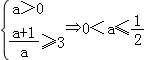 { a>0
(a+1)/a ⩾3 ⇒0<a⩽1/2